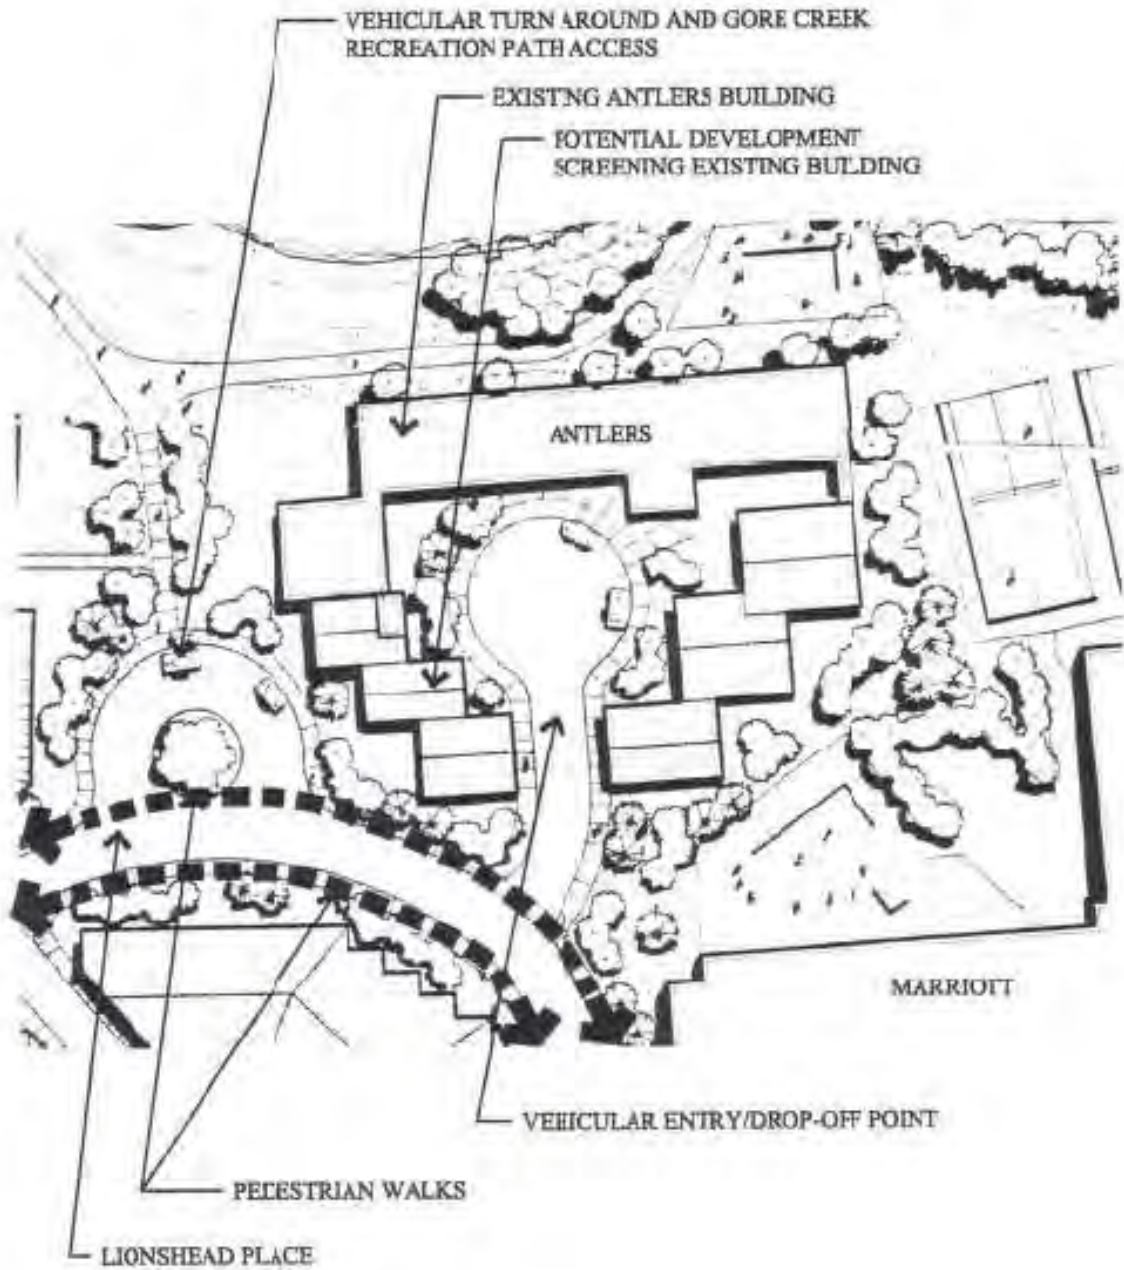 VEHICULAR TURN AROUND AND GORE CREEK
RECREATION PATH ACCESS
EXISTING ANTLERS BUILDING
POTENTIAL DEVELOPMENT
SCREENING EXISTING BUILDING
ANTLERS
MARRIOTT
VEHICULAR ENTRY/DROP-OFF POINT
PEDESTRIAN WALKS
LIONSHEAD PLACE